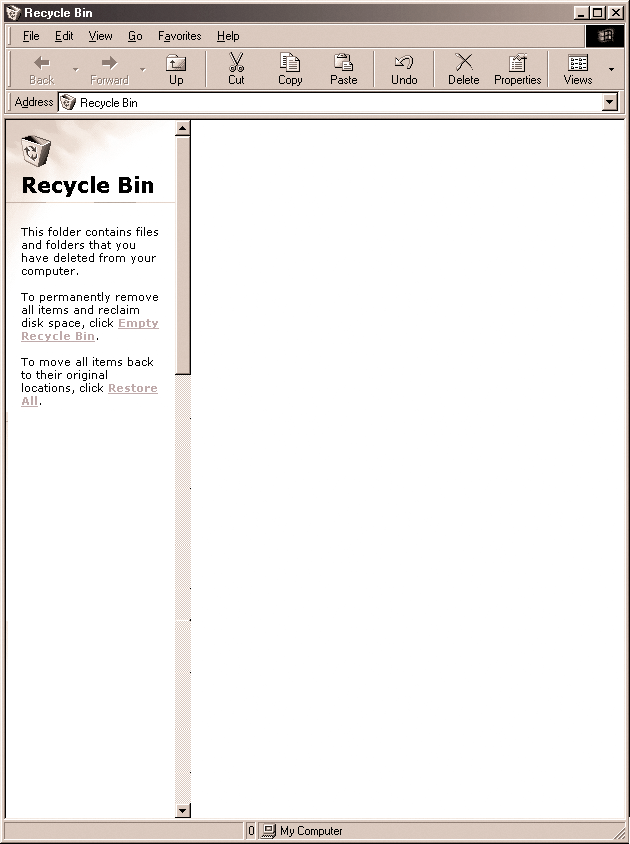 Recycle Bin
File Edit View Go Favorites Help
Back Forward Up Cut Copy Paste Undo Delete Properties Views
Address Recycle Bin
Recycle Bin
This folder contains files
and folders that you
have deleted from your
computer.
To permanently remove
all items and reclaim
disk space, click Empty
Recycle Bin.
To move all items back
to their original
locations, click Restore
All.
0 My Computer